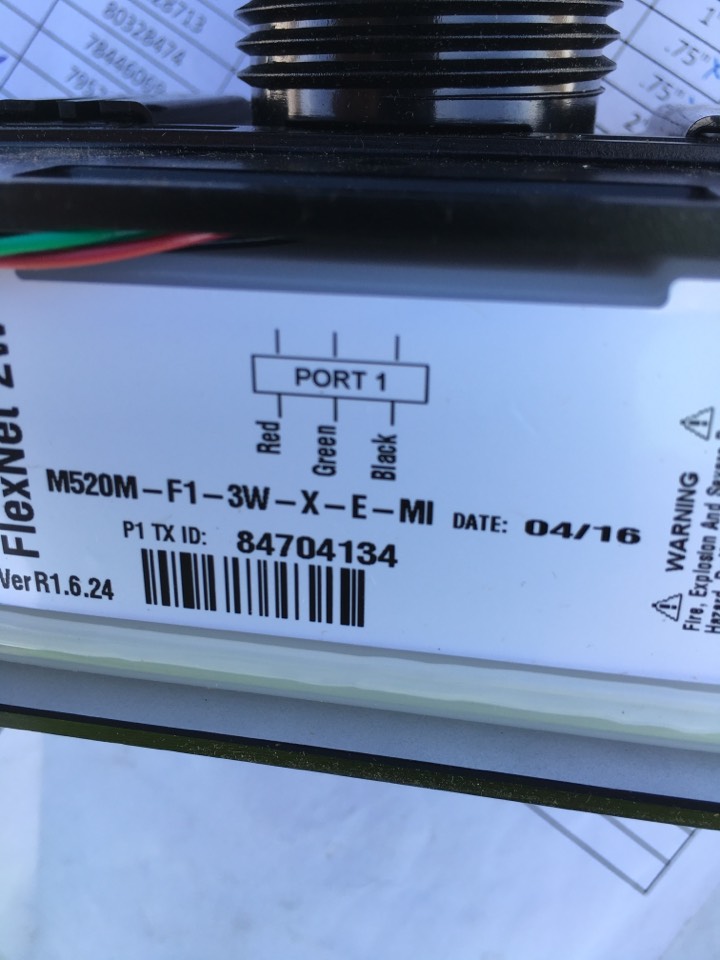 80328474
1"
.75"
.75"
PORT 1
Red
Green
Black
FlexNet
M520M-F1-3W-X-E-MI DATE: 04/16
P1 TX ID: 84704134
Ver R1.6.24
WARNING
Fire, Explosion And